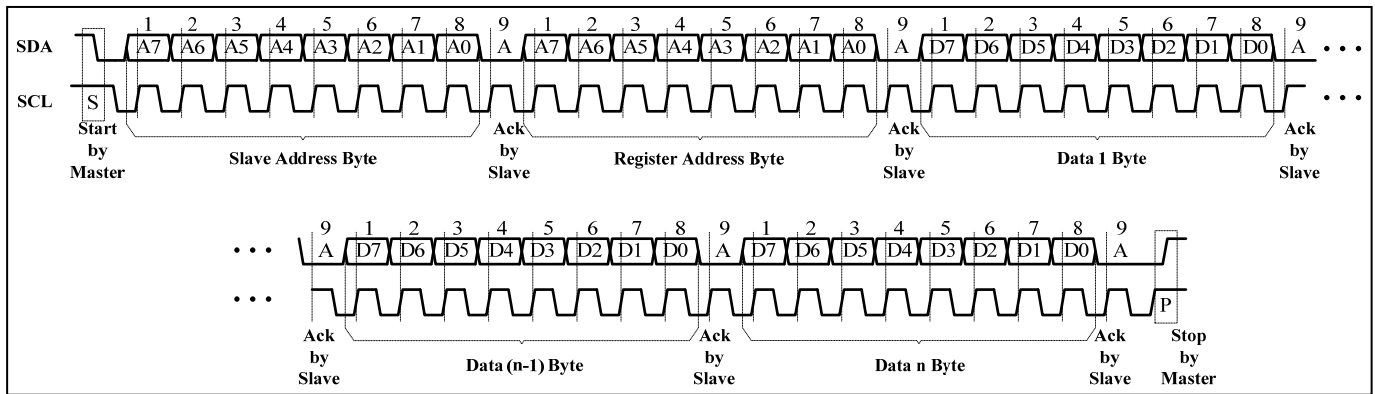 1 2 3 4 5 6 7 8 9 1 2 3 4 5 6 7 8 9 1 2 3 4 5 6 7 8 9
SDA A7 A6 A5 A4 A3 A2 A1 A0 A A7 A6 A5 A4 A3 A2 A1 A0 A D7 D6 D5 D4 D3 D2 D1 D0 A • • •
SCL S • • •
Start by Master
Slave Address Byte
Ack by Slave
Register Address Byte
Ack by Slave
Data 1 Byte
Ack by Slave
9 1 2 3 4 5 6 7 8 9 1 2 3 4 5 6 7 8 9
• • • A D7 D6 D5 D4 D3 D2 D1 D0 A D7 D6 D5 D4 D3 D2 D1 D0 A
• • • P
Ack by Slave
Data (n-1) Byte
Ack by Slave
Data n Byte
Ack by Slave
Stop by Master